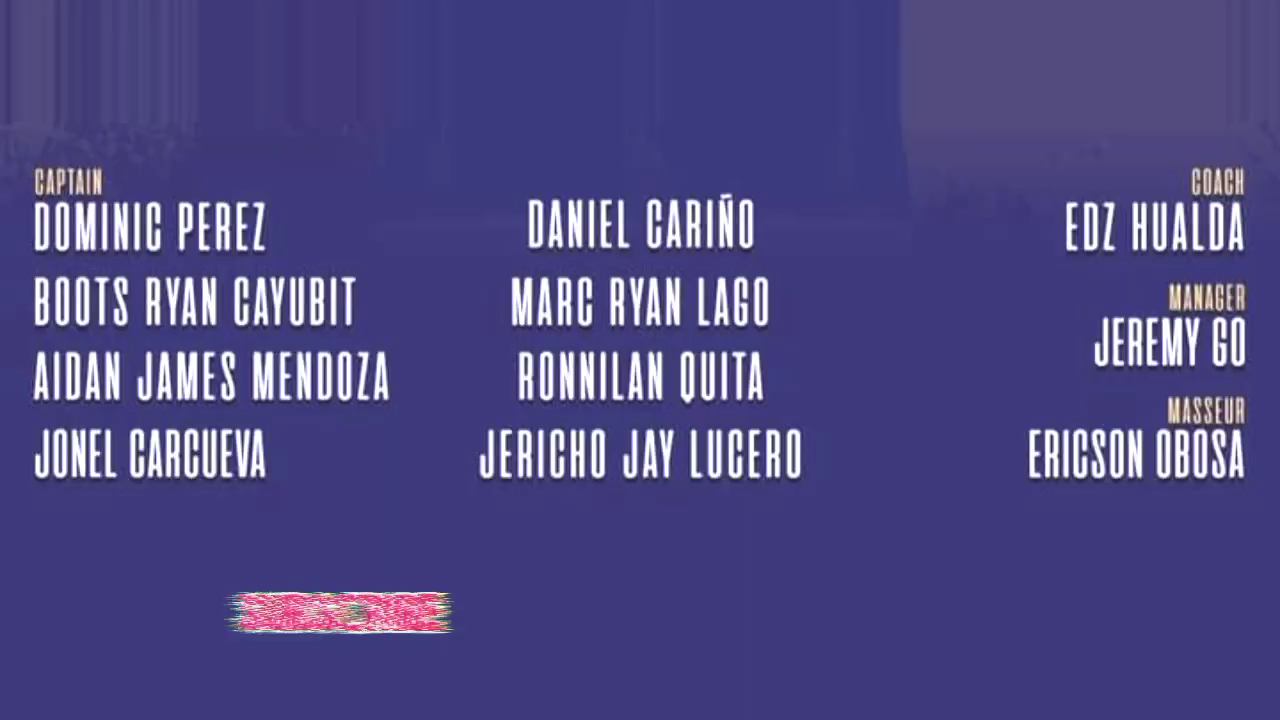 CAPTAIN
DOMINIC PEREZ
BOOTS RYAN CAYUBIT
AIDAN JAMES MENDOZA
JONEL CARCUEVA
DANIEL CARIÑO
MARC RYAN LAGO
RONNILAN QUITA
JERICHO JAY LUCERO
COACH
EDZ HUALDA
MANAGER
JEREMY GO
MASSEUR
ERICSON OBOSA